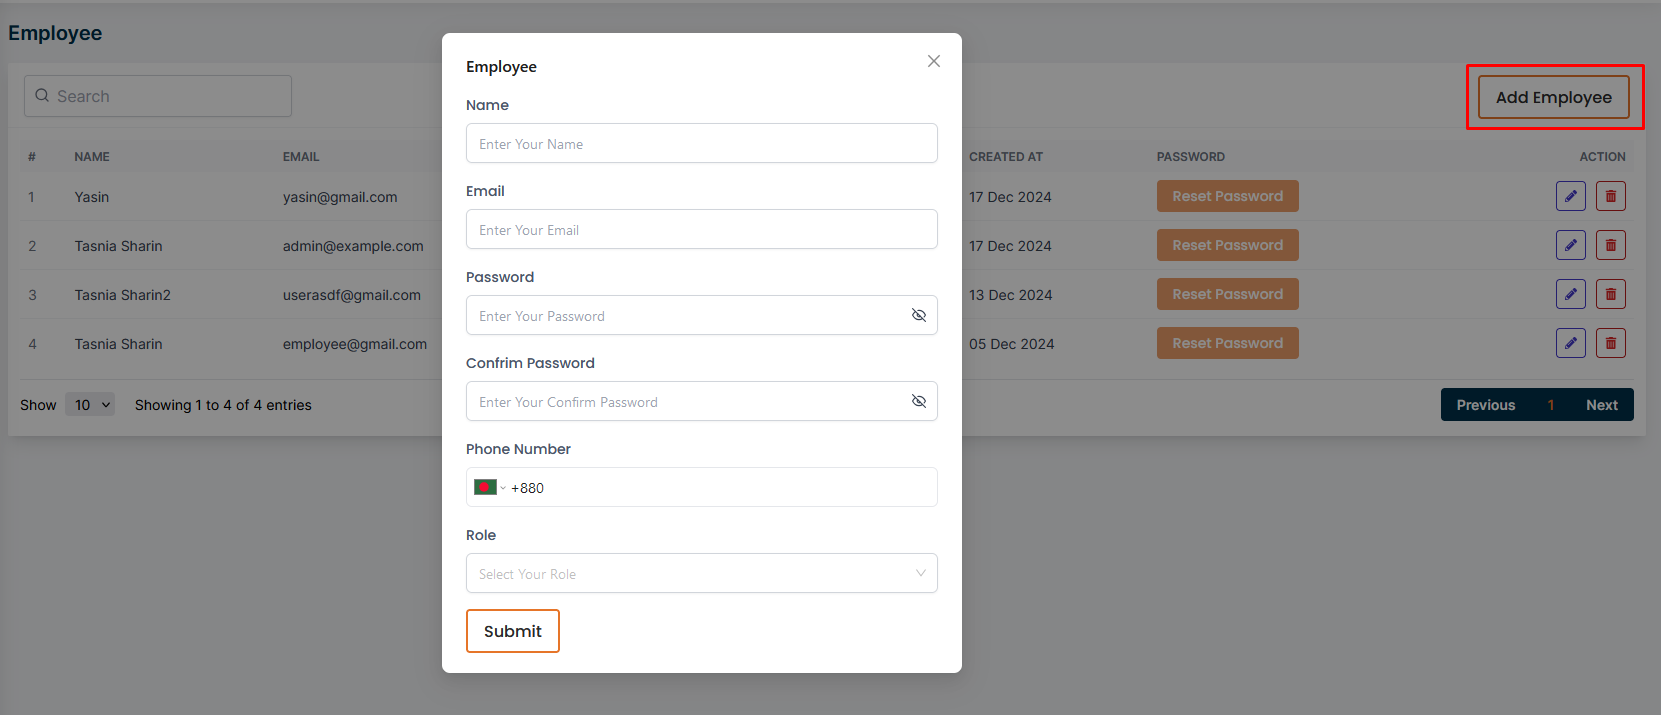 Employee
Search
Add Employee
# NAME EMAIL CREATED AT PASSWORD ACTION
1 Yasin yasin@gmail.com 17 Dec 2024 Reset Password
2 Tasnia Sharin admin@example.com 17 Dec 2024 Reset Password
3 Tasnia Sharin2 userasdf@gmail.com 13 Dec 2024 Reset Password
4 Tasnia Sharin employee@gmail.com 05 Dec 2024 Reset Password
Show 10 Showing 1 to 4 of 4 entries Previous 1 Next
Employee
Name
Enter Your Name
Email
Enter Your Email
Password
Enter Your Password
Confrim Password
Enter Your Confirm Password
Phone Number
+880
Role
Select Your Role
Submit